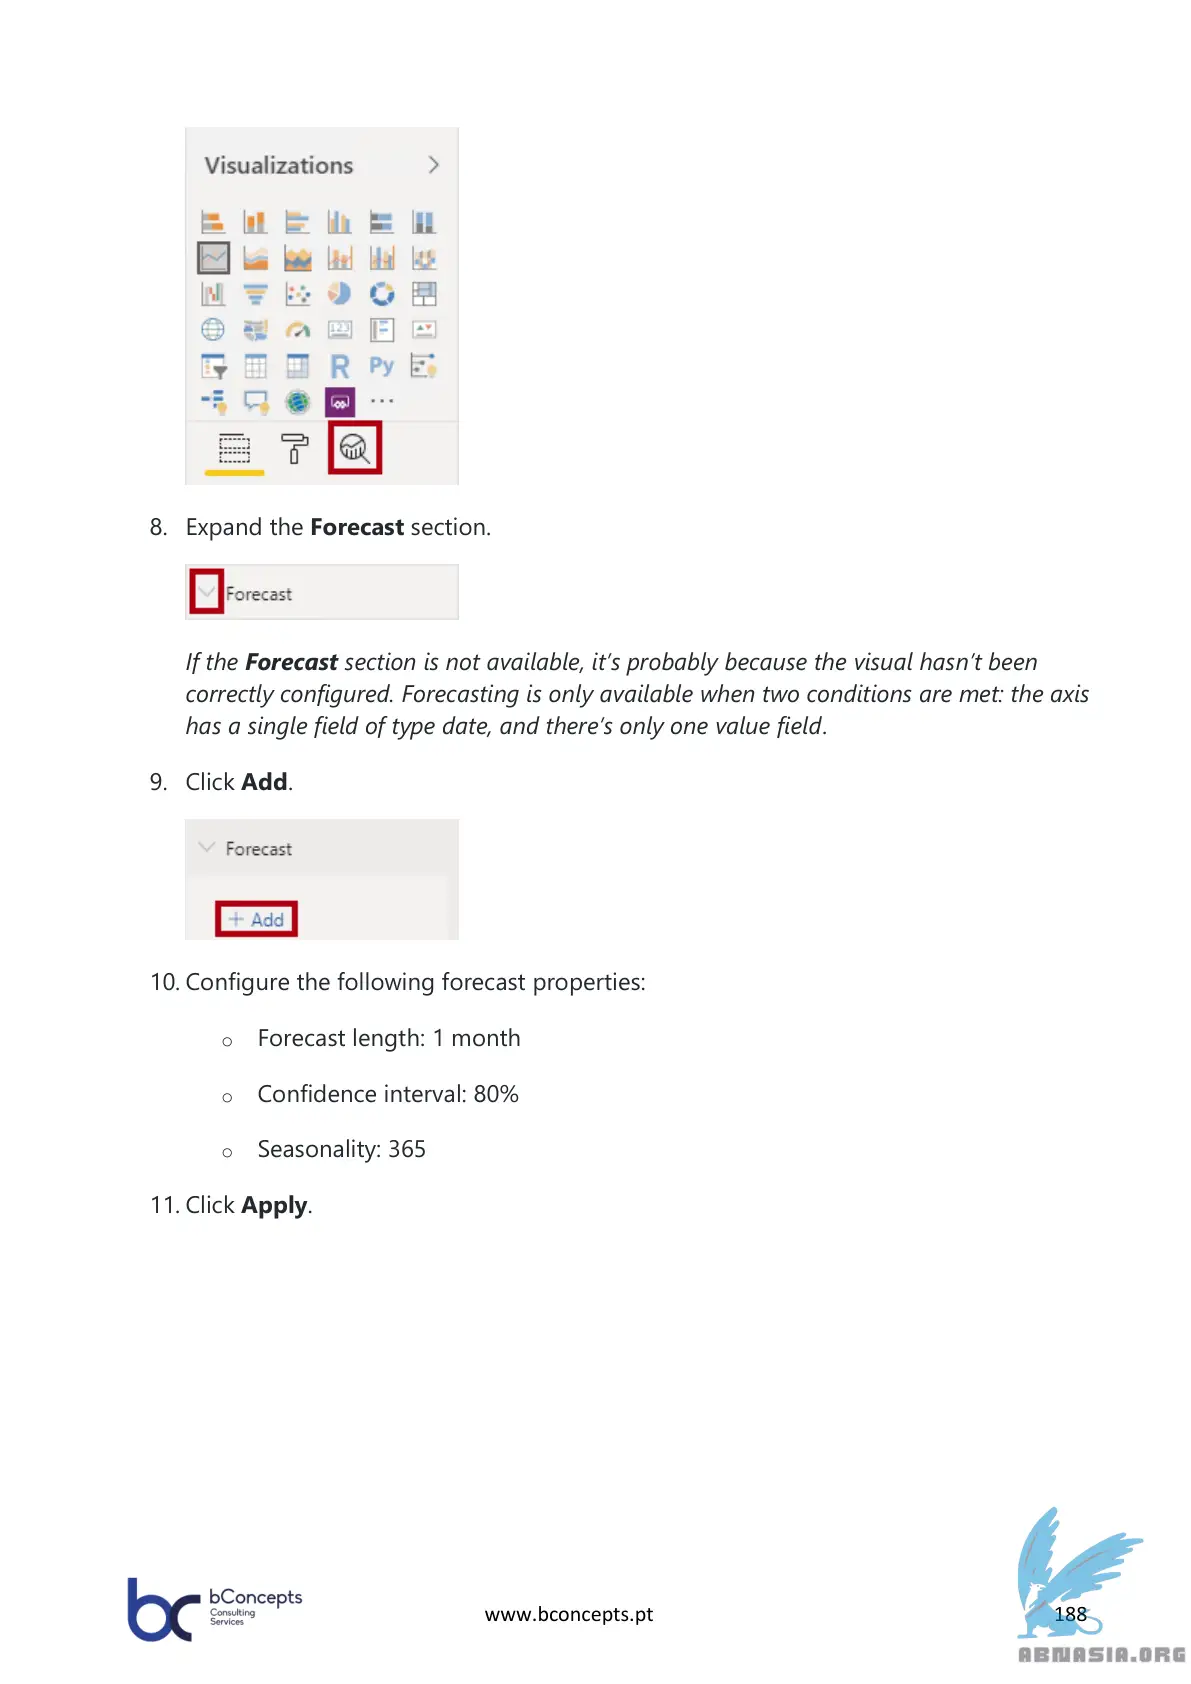 Visualizations
123
R
Py
8. Expand the Forecast section.
Forecast
If the Forecast section is not available, it’s probably because the visual hasn’t been
correctly configured. Forecasting is only available when two conditions are met: the axis
has a single field of type date, and there’s only one value field.
9. Click Add.
Forecast
+ Add
10. Configure the following forecast properties:
o Forecast length: 1 month
o Confidence interval: 80%
o Seasonality: 365
11. Click Apply.
bc bConcepts
Consulting
Services
www.bconcepts.pt
188
ABNASIA.ORG